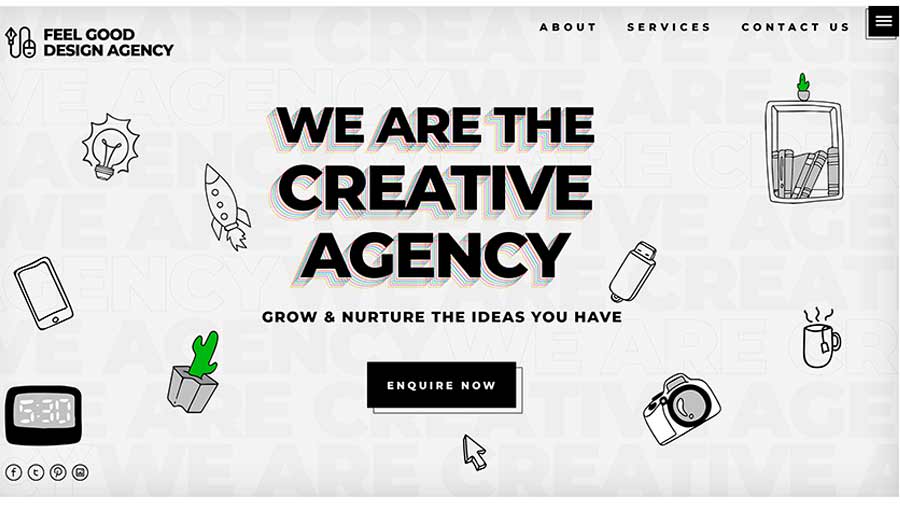 FEEL GOOD
DESIGN AGENCY
ABOUT SERVICES CONTACT US
WE ARE THE
CREATIVE
AGENCY
GROW & NURTURE THE IDEAS YOU HAVE
ENQUIRE NOW
5:30